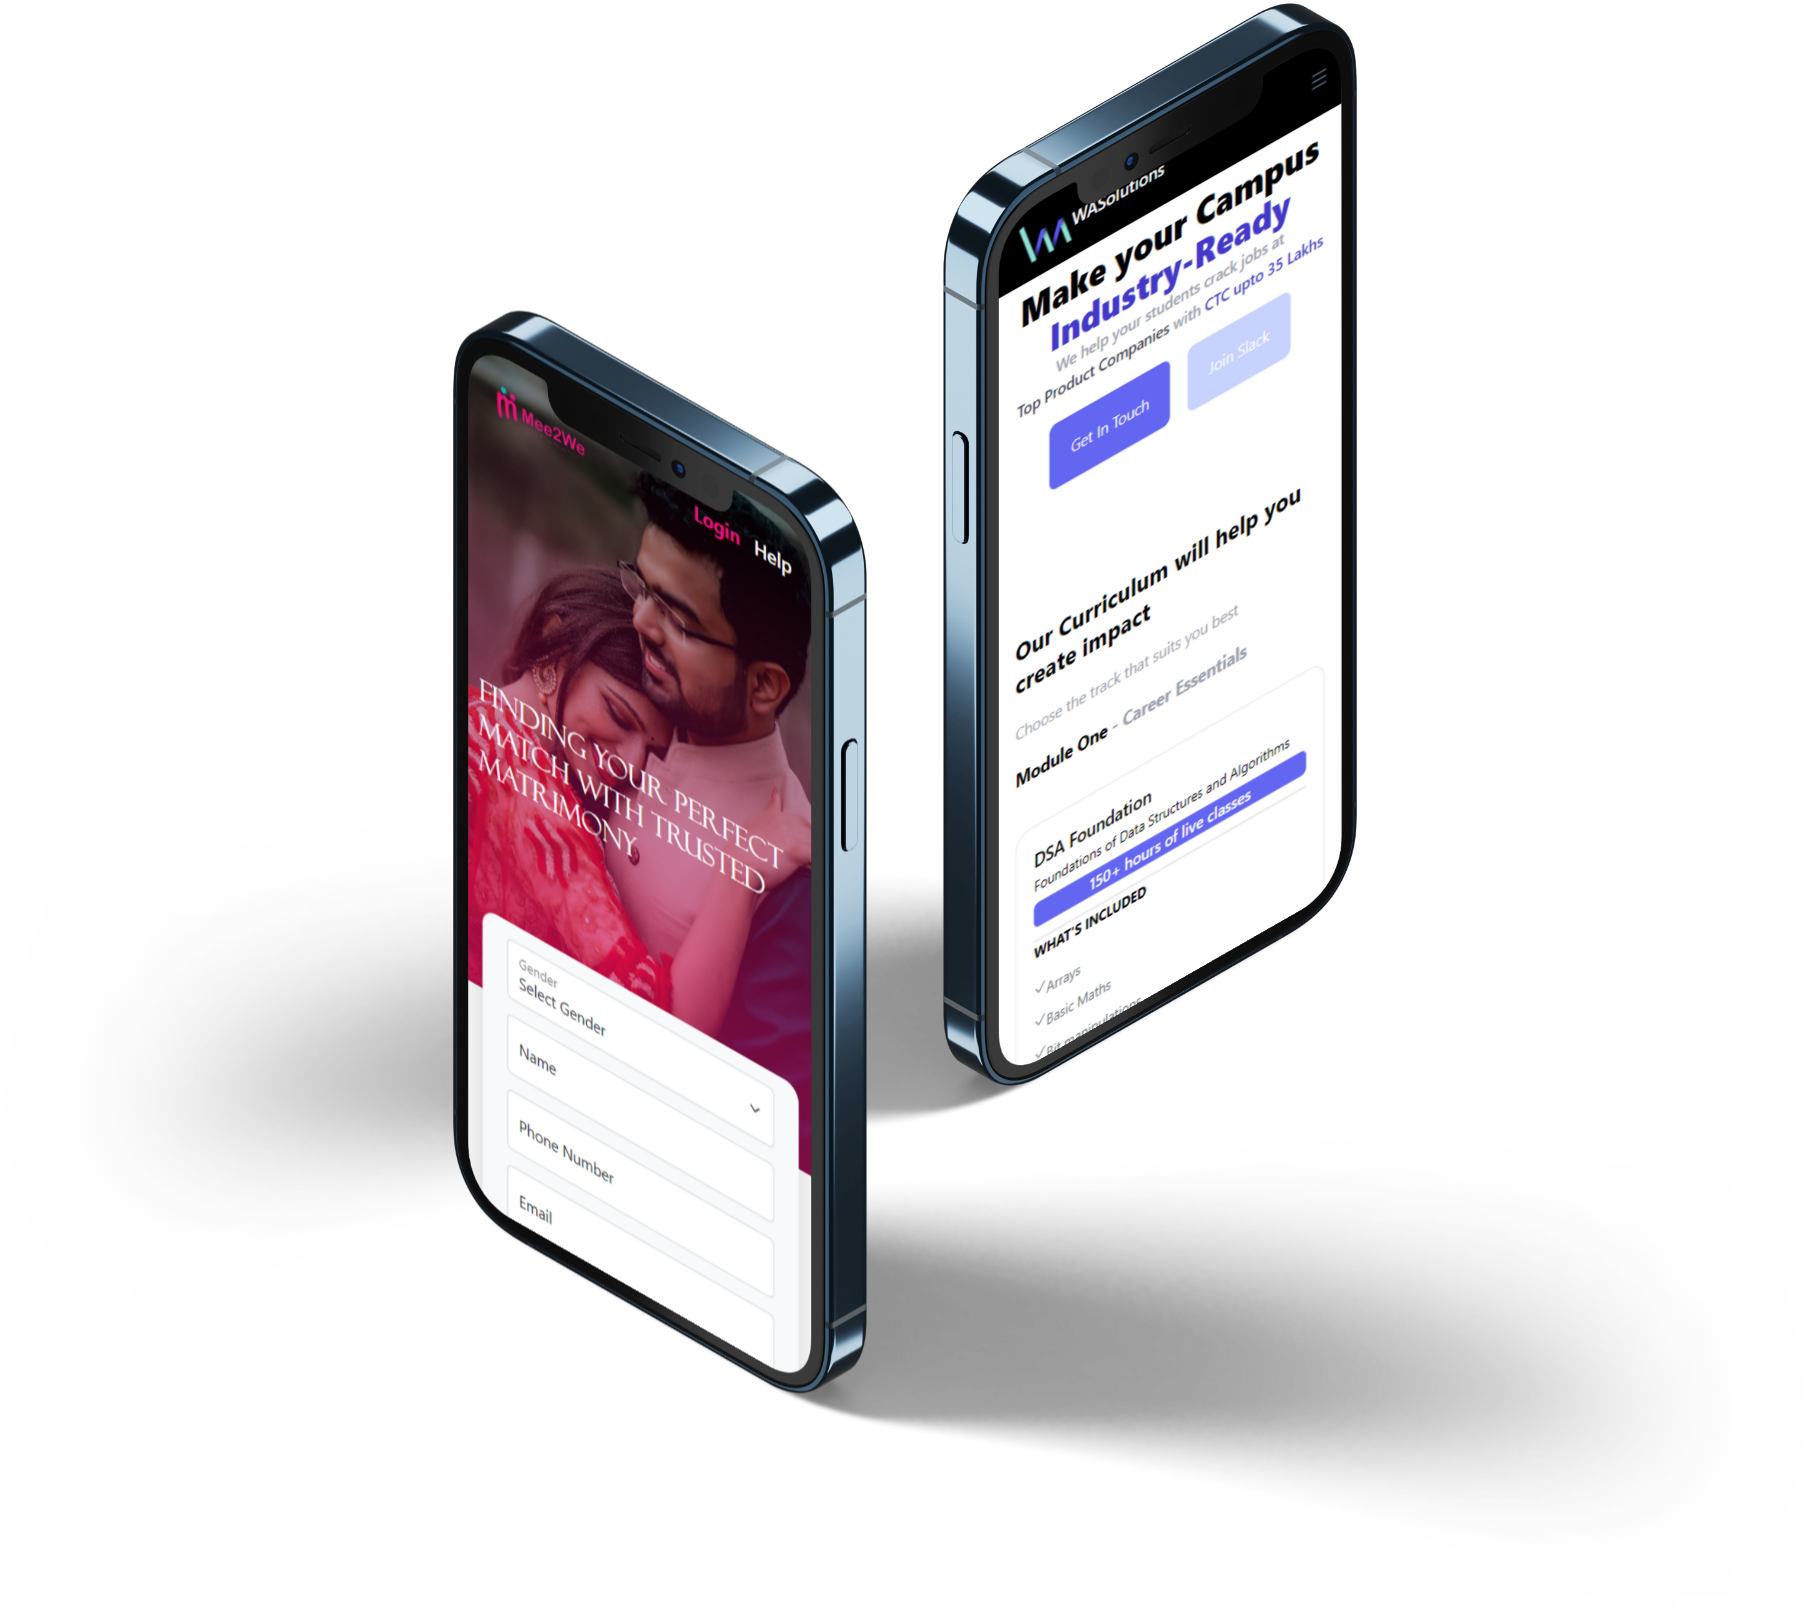 Mee2We
Login Help
FINDING YOUR PERFECT
MATCH WITH TRUSTED
MATRIMONY
Gender
Select Gender
Name
Phone Number
Email
WASolutions
Make your Campus
Industry-Ready
We help your students crack jobs at
Top Product Companies with CTC upto 35 Lakhs
Get In Touch
Join Slack
Our Curriculum will help you
create impact
Choose the track that suits you best
Module One - Career Essentials
DSA Foundation
Foundations of Data Structures and Algorithms
150+ hours of live classes
WHAT'S INCLUDED
✓Arrays
✓Basic Maths
✓Bit manipulations